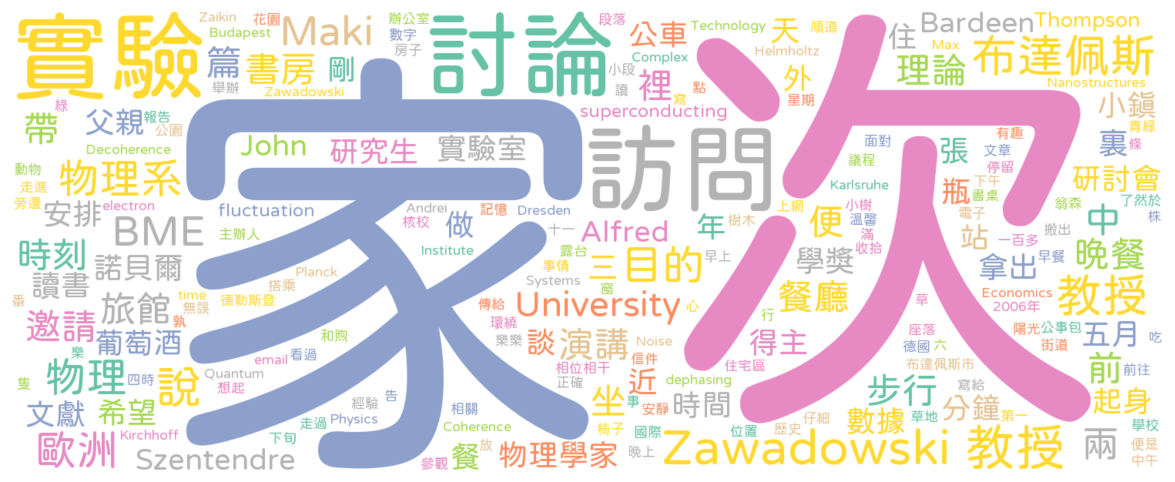 Zaikin
花園
辦公室
段落
Technology
順道
Thompson
Bardeen
Budapest
Maki
數字
公車
天
住
實驗
篇
書房
剛
房子
討論
Complex
Helmholtz
Max
布達佩斯
舉辦
Zawadowski
小段
讀
裡
外
理論
Nanostructures
綠
報告
寫
點
星期
小鎮
帶
父親
公園
superconducting
有趣
青綠
John
研究生
實驗室
訪問
面對
張
文章
裏
條
Decoherence
議程
停留
動物
物理系
Karlsruhe
瓶
下午
研討會
走進
書桌
了然於
旁邊
electron
Andrei
記憶
Dresden
上網
小樹
電子
翁森
株
安排
fluctuation
核校
做
Alfred
年
樹木
便
溫馨
滿
站
一百多
搬出
中
BME
主辦人
Institute
十一
收拾
時刻
露台
早上
學獎
拿出
早餐
晚餐
諾貝爾
Planck
事情
三
目的
讀書
搭乘
Systems
窗
心
餐廳
Economics
教授
旅館
time
傳給
University
草
2006年
番
無誤
德勒斯登
孰
環繞
行
座落
陽光
公事包
邀請
葡萄酒
和煦
樂樂
談
演講
Noise
得主
德國
六
街道
五月
吃
樂
email
看過
信件
住宅區
布達佩斯市
隻
物理
四時
說
Quantum
想起
相位相干
正確
近
dephasing
步行
寫給
前
前往
文獻
希望
經驗
告
相關
事
坐
安靜
時間
仔細
草地
分鐘
第一
起身
Physics
Coherence
椅子
位置
數據
學校
歐洲
Kirchhoff
下旬
走過
放
國際
歷史
便是
Szentendre
參觀
餐
物理學家
晚上
Zawadowski 教授
兩
中午
家
次